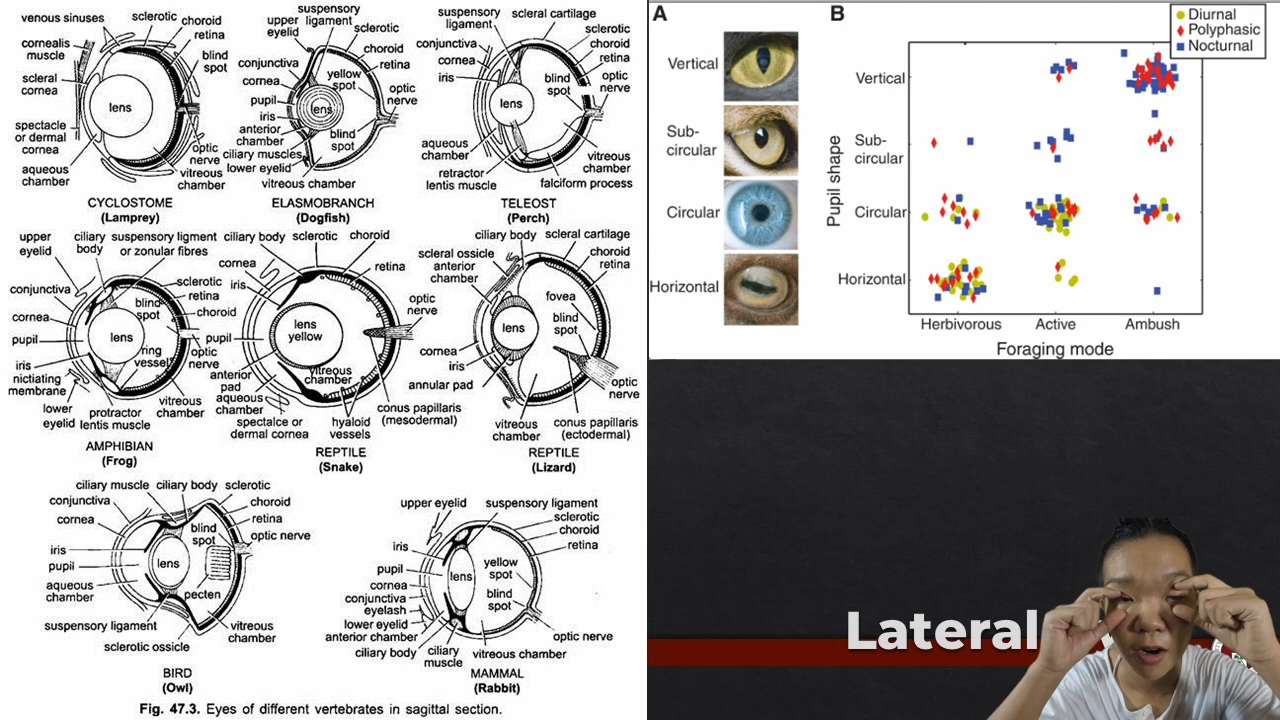 venous sinuses
sclerotic
choroid
retina
cornealis
muscle
blind
spot
scleral
cornea
lens
spectacle
or dermal
cornea
aqueous
chamber
optic
nerve
vitreous
chamber
CYCLOSTOME
(Lamprey)
suspensory
ligament
upper
eyelid
sclerotic
choroid
retina
conjunctiva
cornea
yellow
spot
pupil
lens
optic
nerve
iris
anterior
chamber
blind
spot
ciliary muscles
lower eyelid
vitreous chamber
ELASMOBRANCH
(Dogfish)
suspensory
ligament
scleral cartilage
sclerotic
conjunctiva
choroid
cornea
retina
iris
blind
spot
optic
nerve
lens
aqueous
chamber
vitreous
chamber
retractor
lentis muscle
falciform process
TELEOST
(Perch)
upper
eyelid
ciliary
body
suspensory ligment
or zonular fibres
conjunctiva
sclerotic
retina
blind
spot
choroid
cornea
pupil
lens
ring
vessel
optic
nerve
iris
nictiating
membrane
lower
eyelid
protractor
lentis muscle
vitreous
chamber
AMPHIBIAN
(Frog)
ciliary body
sclerotic
choroid
cornea
retina
iris
optic
nerve
lens
yellow
pupil
anterior
pad
vitreous
chamber
aqueous
chamber
spectalce or
dermal cornea
hyaloid
vessels
conus papillaris
(mesodermal)
REPTILE
(Snake)
ciliary body
scleral cartilage
scleral ossicle
anterior
chamber
choroid
retina
fovea
lens
blind
spot
cornea
iris
annular pad
optic
nerve
vitreous
chamber
conus papillaris
(ectodermal)
REPTILE
(Lizard)
ciliary muscle
ciliary body
sclerotic
conjunctiva
choroid
cornea
retina
blind
spot
optic nerve
iris
pupil
lens
aqueous
chamber
pecten
suspensory ligament
sclerotic ossicle
vitreous
chamber
BIRD
(Owl)
upper eyelid
suspensory ligament
sclerotic
choroid
iris
retina
pupil
yellow
spot
lens
cornea
conjunctiva
eyelash
blind
spot
lower eyelid
anterior chamber
optic nerve
ciliary body
ciliary
muscle
vitreous chamber
MAMMAL
(Rabbit)
Fig. 47.3. Eyes of different vertebrates in sagittal section.
A
Vertical
Sub-
circular
Circular
Horizontal
B
Diurnal
Polyphasic
Nocturnal
Pupil shape
Vertical
Sub-
circular
Circular
Horizontal
Herbivorous
Active
Ambush
Foraging mode
Lateral